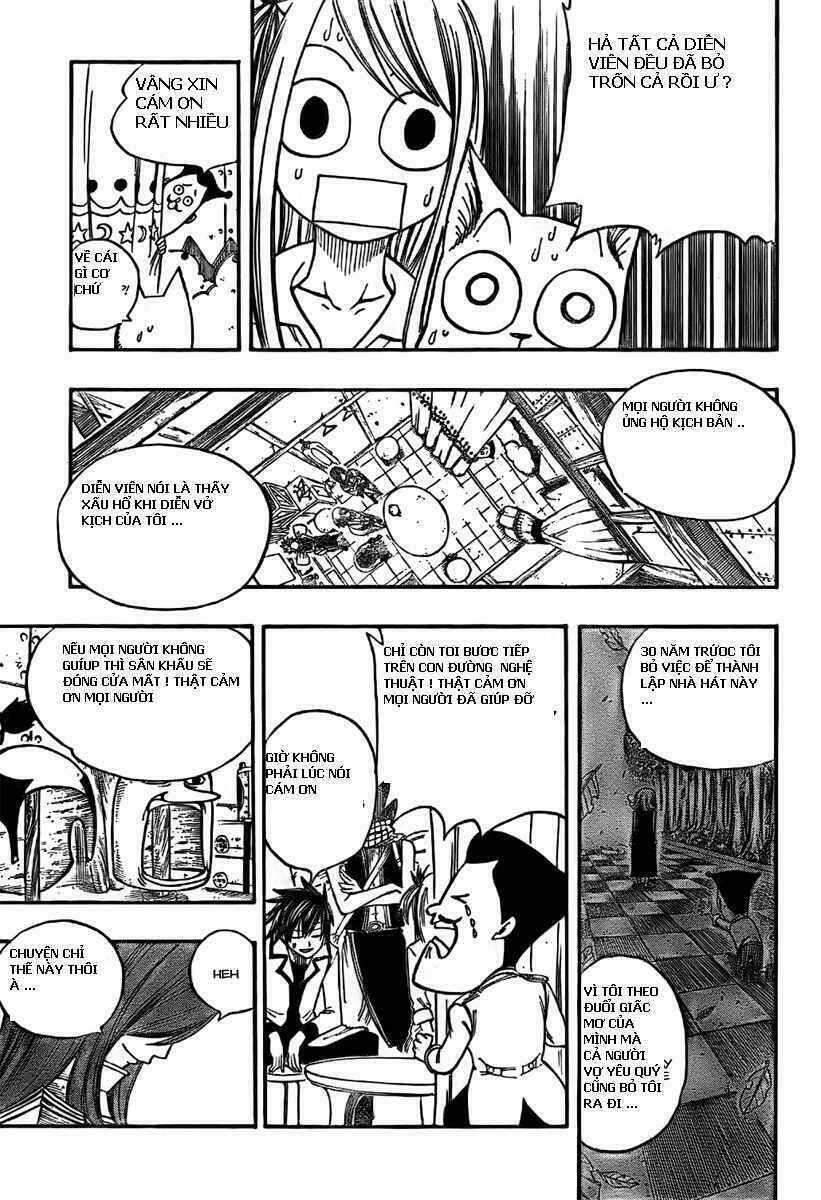 HẢ TẤT CẢ DIỄN
VIÊN ĐỀU ĐÃ BỎ
TRỐN CẢ RỒI Ư ?
VÂNG XIN
CÁM ƠN
RẤT NHIỀU
VỀ CÁI
GÌ CƠ
CHỨ
?!
MỌI NGƯỜI KHÔNG
ỦNG HỘ KỊCH BẢN ..
DIỄN VIÊN NÓI LÀ THẤY
XẤU HỔ KHI DIỄN VỞ
KỊCH CỦA TÔI ...
30 NĂM TRƯỚC TÔI
BỎ VIỆC ĐỂ THÀNH
LẬP NHÀ HÁT NÀY
...
VÌ TÔI THEO
ĐUỔI GIẤC
MƠ CỦA
MÌNH MÀ
CẢ NGƯỜI
VỢ YÊU QUÝ
CŨNG BỎ TÔI
RA ĐI ...
CHỈ CÒN TOI BƯƠC TIẾP
TRÊN CON ĐƯỜNG NGHỆ
THUẬT ! THẬT CẢM ƠN
MỌI NGƯỜI ĐÃ GIÚP ĐỠ
GIỜ KHÔNG
PHẢI LÚC NÓI
CÁM ƠN
NẾU MỌI NGƯỜI KHÔNG
GUÍUP THÌ SÂN KHẤU SẼ
ĐÓNG CỬA MẤT ! THẬT CẢM
ƠN MỌI NGƯỜI
HEH
CHUYỆN CHỈ
THẾ NÀY THÔI
À ...